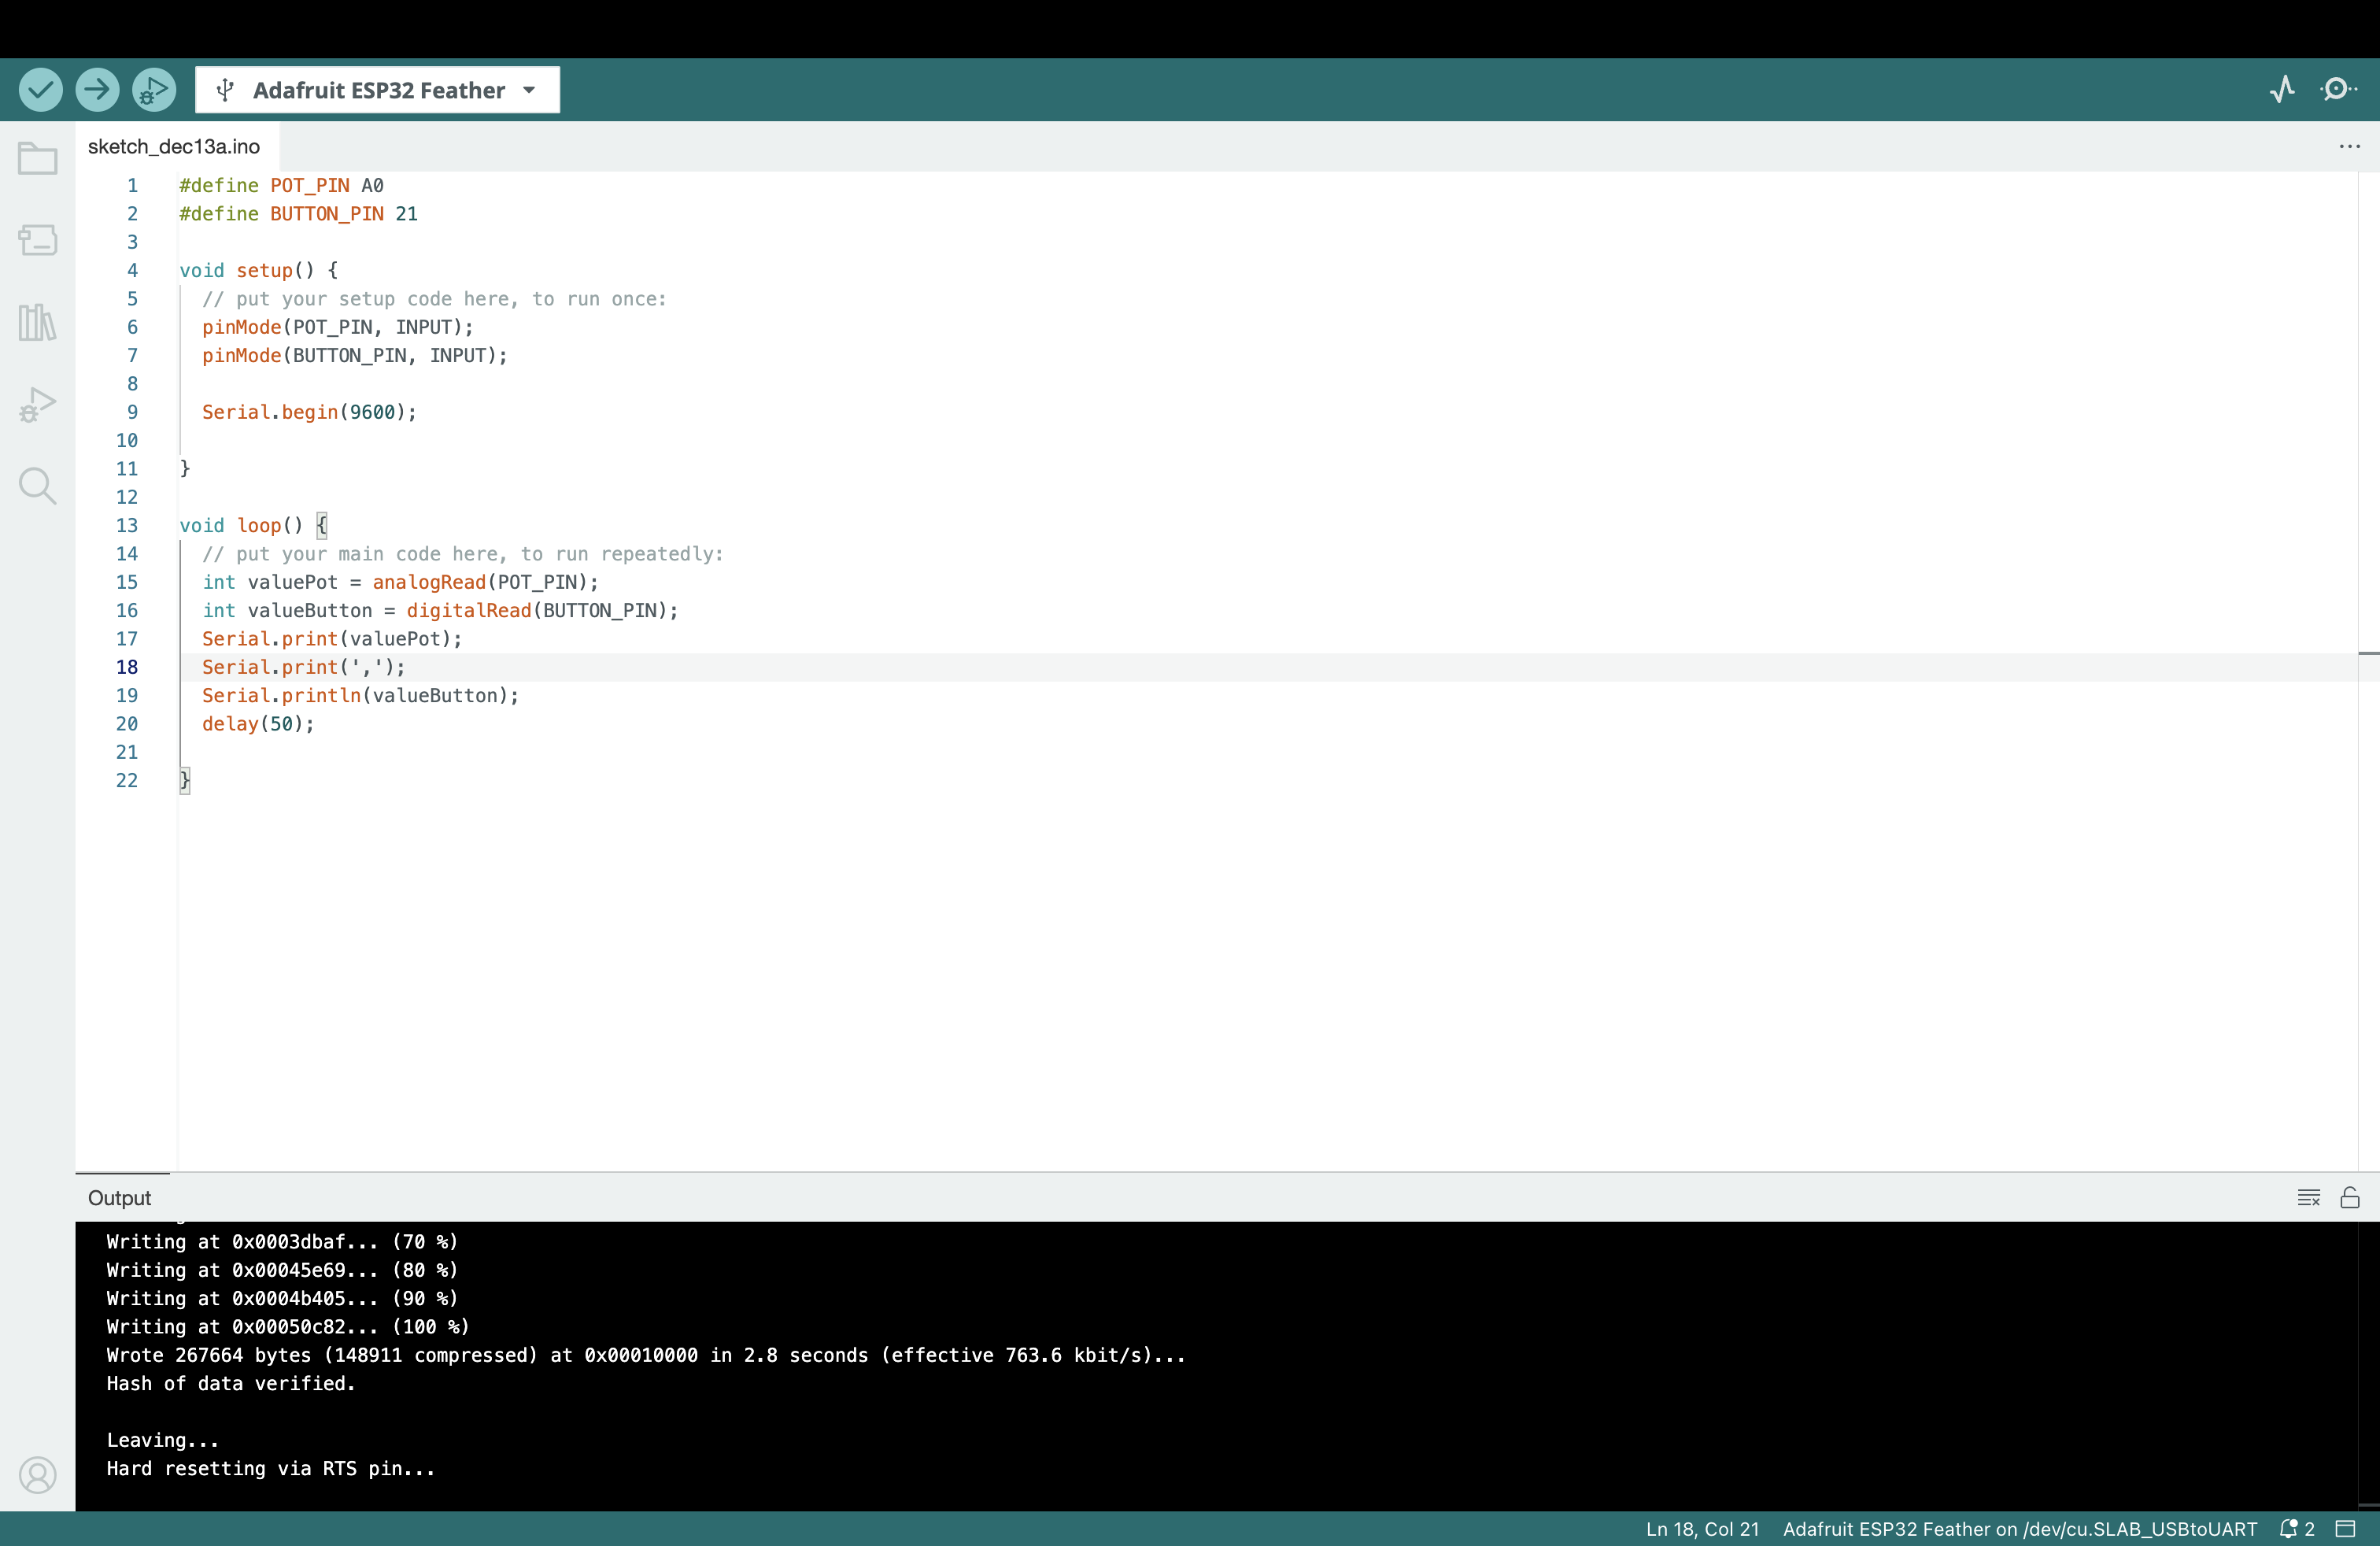 Adafruit ESP32 Feather
sketch_dec13a.ino
1 #define POT_PIN A0
2 #define BUTTON_PIN 21
3
4 void setup() {
5 // put your setup code here, to run once:
6 pinMode(POT_PIN, INPUT);
7 pinMode(BUTTON_PIN, INPUT);
8
9 Serial.begin(9600);
10
11 }
12
13 void loop() {
14 // put your main code here, to run repeatedly:
15 int valuePot = analogRead(POT_PIN);
16 int valueButton = digitalRead(BUTTON_PIN);
17 Serial.print(valuePot);
18 Serial.print(',');
19 Serial.println(valueButton);
20 delay(50);
21
22 }
Output
Writing at 0x0003dbaf... (70 %)
Writing at 0x00045e69... (80 %)
Writing at 0x0004b405... (90 %)
Writing at 0x00050c82... (100 %)
Wrote 267664 bytes (148911 compressed) at 0x00010000 in 2.8 seconds (effective 763.6 kbit/s)...
Hash of data verified.
Leaving...
Hard resetting via RTS pin...
Ln 18, Col 21 Adafruit ESP32 Feather on /dev/cu.SLAB_USBtoUART 2